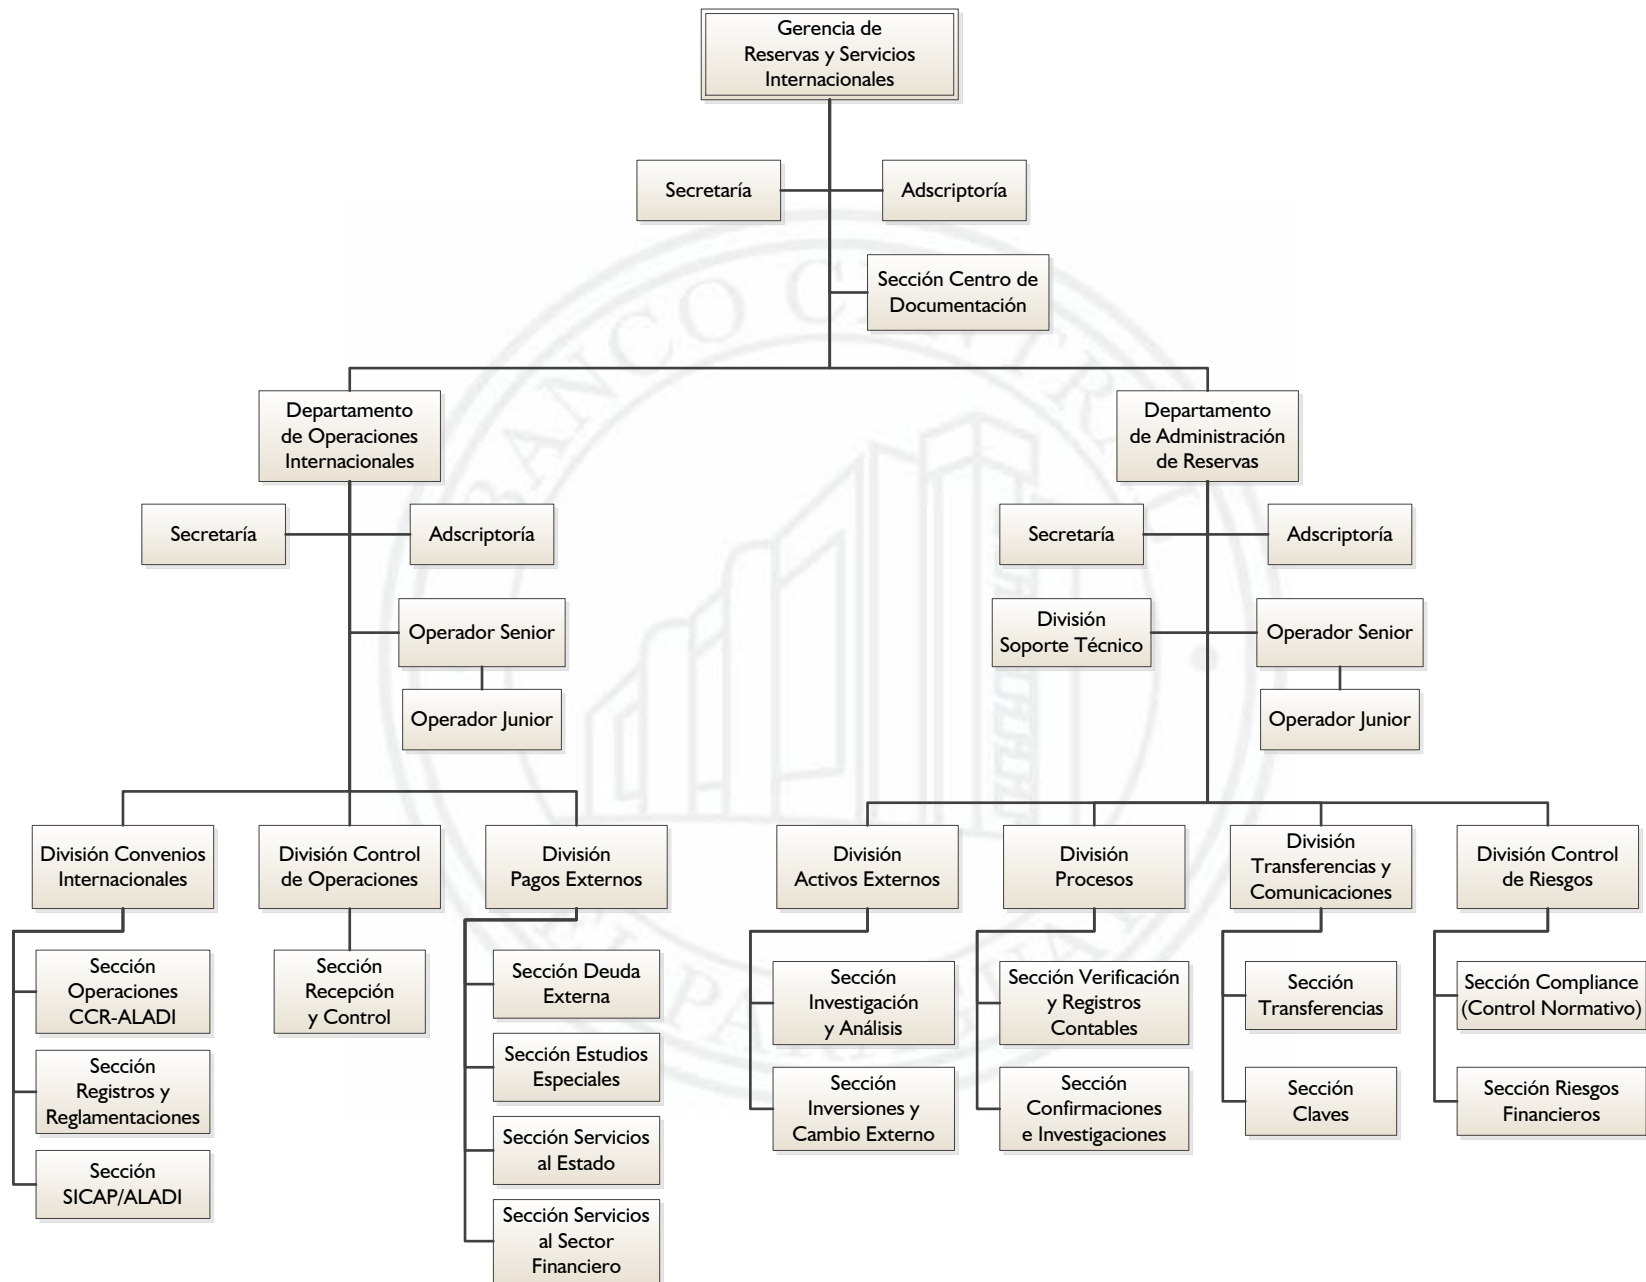 Gerencia de
Reservas y Servicios
Internacionales
Secretaría
Adscriptoría
Sección Centro de
Documentación
BANCO CENTRAL
DEL PARAGUAY
Departamento
de Operaciones
Internacionales
Departamento
de Administración
de Reservas
Secretaría
Adscriptoría
Secretaría
Adscriptoría
Operador Senior
División
Soporte Técnico
Operador Senior
Operador Junior
Operador Junior
División Convenios
Internacionales
División Control
de Operaciones
División
Pagos Externos
División
Activos Externos
División
Procesos
División
Transferencias y
Comunicaciones
División Control
de Riesgos
Sección
Operaciones
CCR-ALADI
Sección
Registros y
Reglamentaciones
Sección
SICAP/ALADI
Sección
Recepción
y Control
Sección Deuda
Externa
Sección Estudios
Especiales
Sección Servicios
al Estado
Sección Servicios
al Sector
Financiero
Sección
Investigación
y Análisis
Sección
Inversiones y
Cambio Externo
Sección Verificación
y Registros
Contables
Sección
Confirmaciones
e Investigaciones
Sección
Transferencias
Sección
Claves
Sección Compliance
(Control Normativo)
Sección Riesgos
Financieros